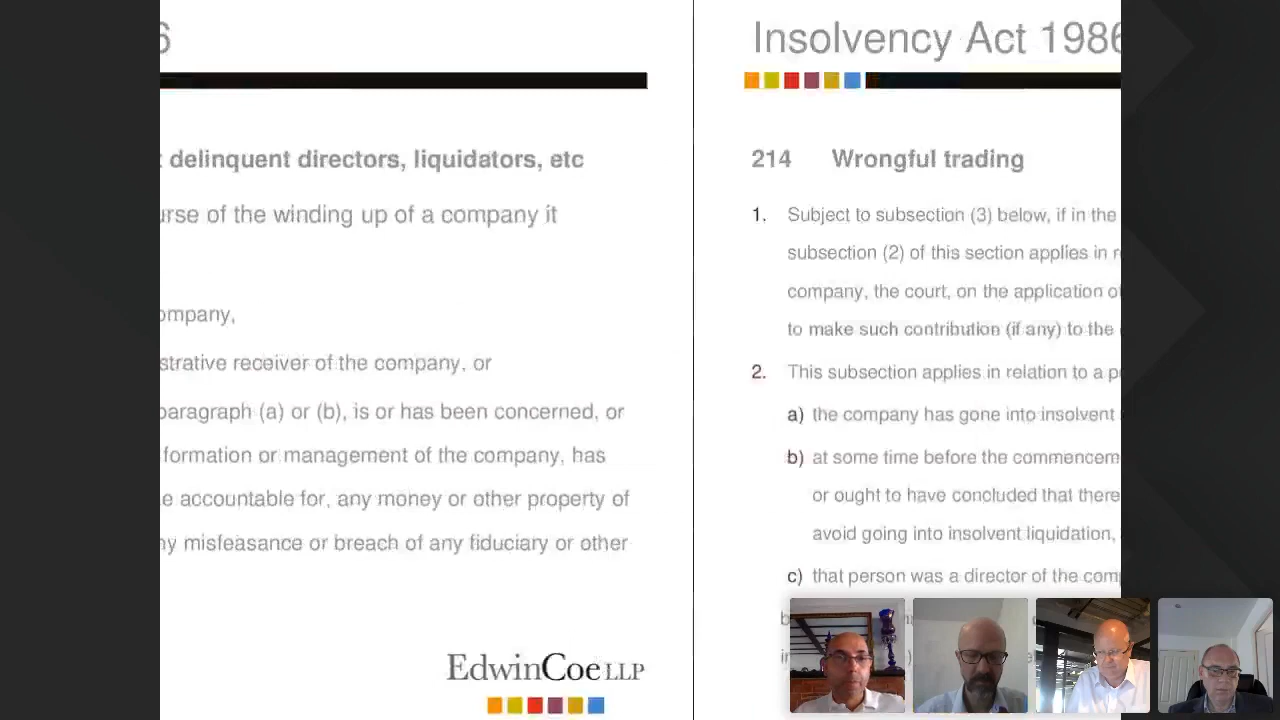 6
delinquent directors, liquidators, etc
urse of the winding up of a company it
ompany,
strative receiver of the company, or
paragraph (a) or (b), is or has been concerned, or
formation or management of the company, has
e accountable for, any money or other property of
ny misfeasance or breach of any fiduciary or other
EdwinCoe LLP
Insolvency Act 1986
214 Wrongful trading
1. Subject to subsection (3) below, if in the
subsection (2) of this section applies in r
company, the court, on the application of
to make such contribution (if any) to the
2. This subsection applies in relation to a p
a) the company has gone into insolvent
b) at some time before the commencem
or ought to have concluded that there
avoid going into insolvent liquidation,
c) that person was a director of the com